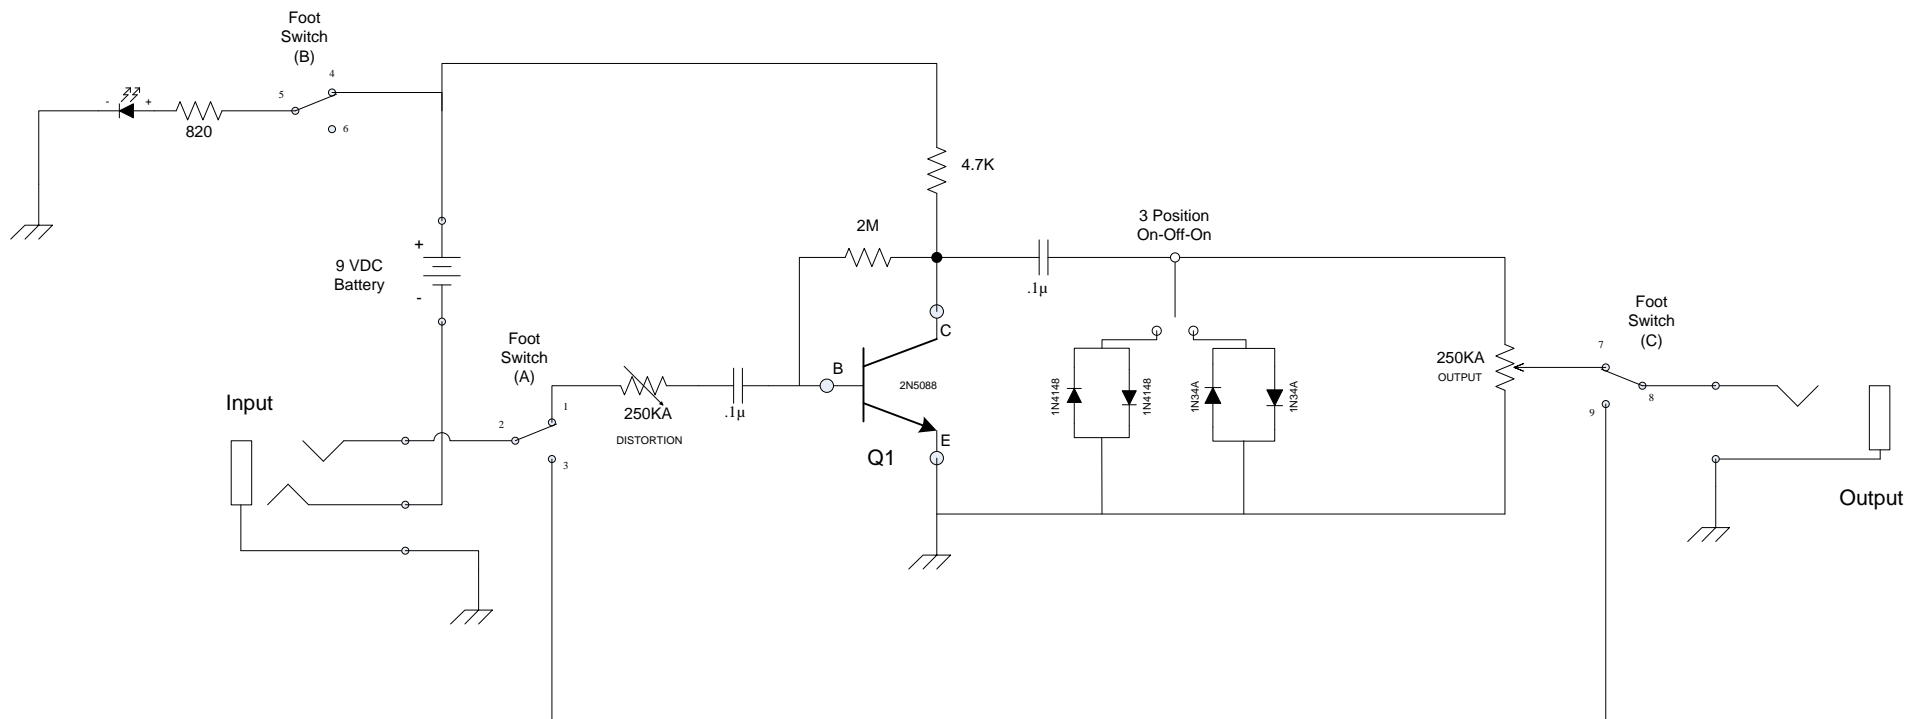 Foot
Switch
(B)
4
5
6
- +
820
4.7K
2M
3 Position
On-Off-On
+
9 VDC
Battery
-
.1µ
C
B
2N5088
E
Q1
Foot
Switch
(A)
1
2
3
250KA
DISTORTION
.1µ
Input
1N4148
1N4148
1N34A
1N34A
250KA
OUTPUT
Foot
Switch
(C)
7
8
9
Output